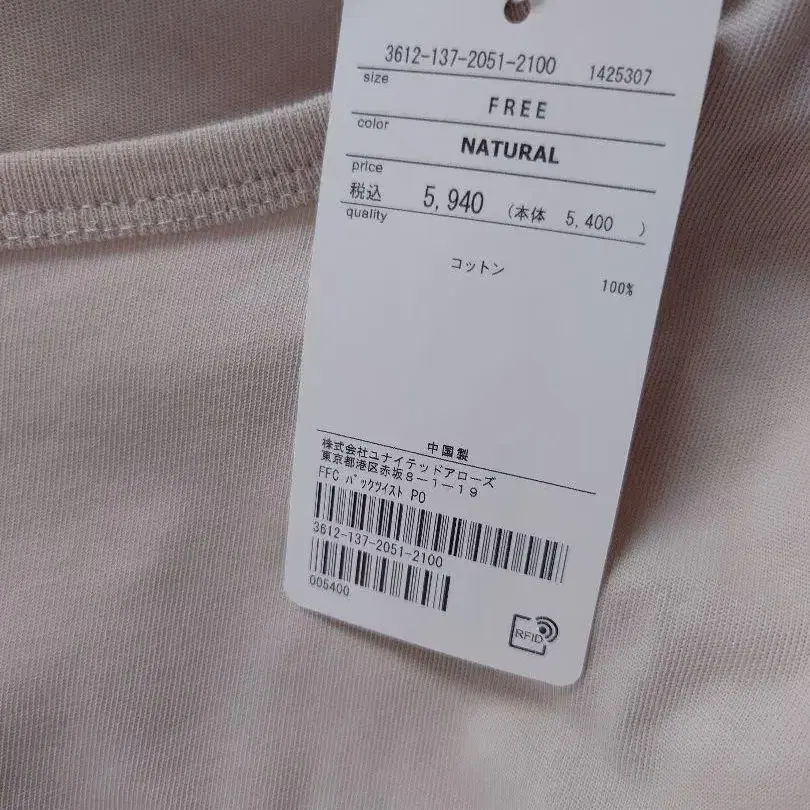 3612-137-2051-2100 1425307
size
FREE
color
NATURAL
price
税込 5,940 (本体 5,400 )
quality
コットン
100%
中国製
株式会社ユナイテッドアローズ
東京都港区赤坂8-1-19
FFC バックツイスト PO
3612-137-2051-2100
005400
RFID